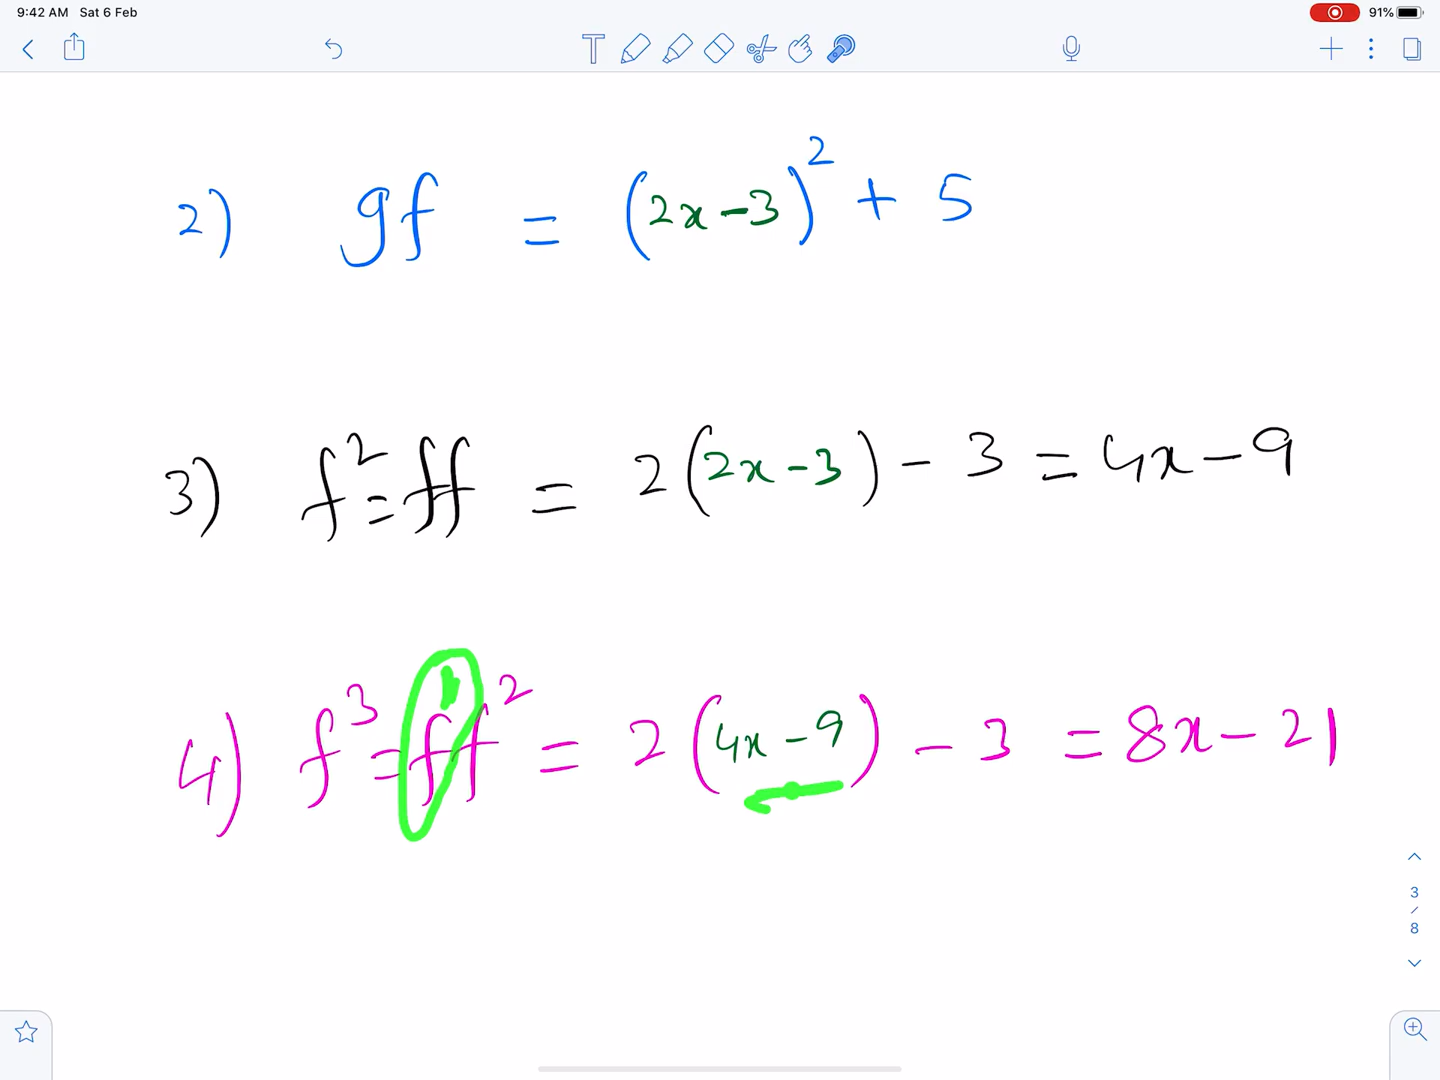 9:42 AM Sat 6 Feb
91%
T
2) gf = (2x-3)² + 5
3) f² = ff = 2(2x-3) - 3 = 4x-9
4) f³ = ff² = 2(4x-9) - 3 = 8x-21
3
/
8